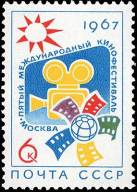 1967
V-ПЯТЫЙ МЕЖДУНАРОДНЫЙ КИНОФЕСТИВАЛЬ
МОСКВА
6к
ПОЧТА СССР